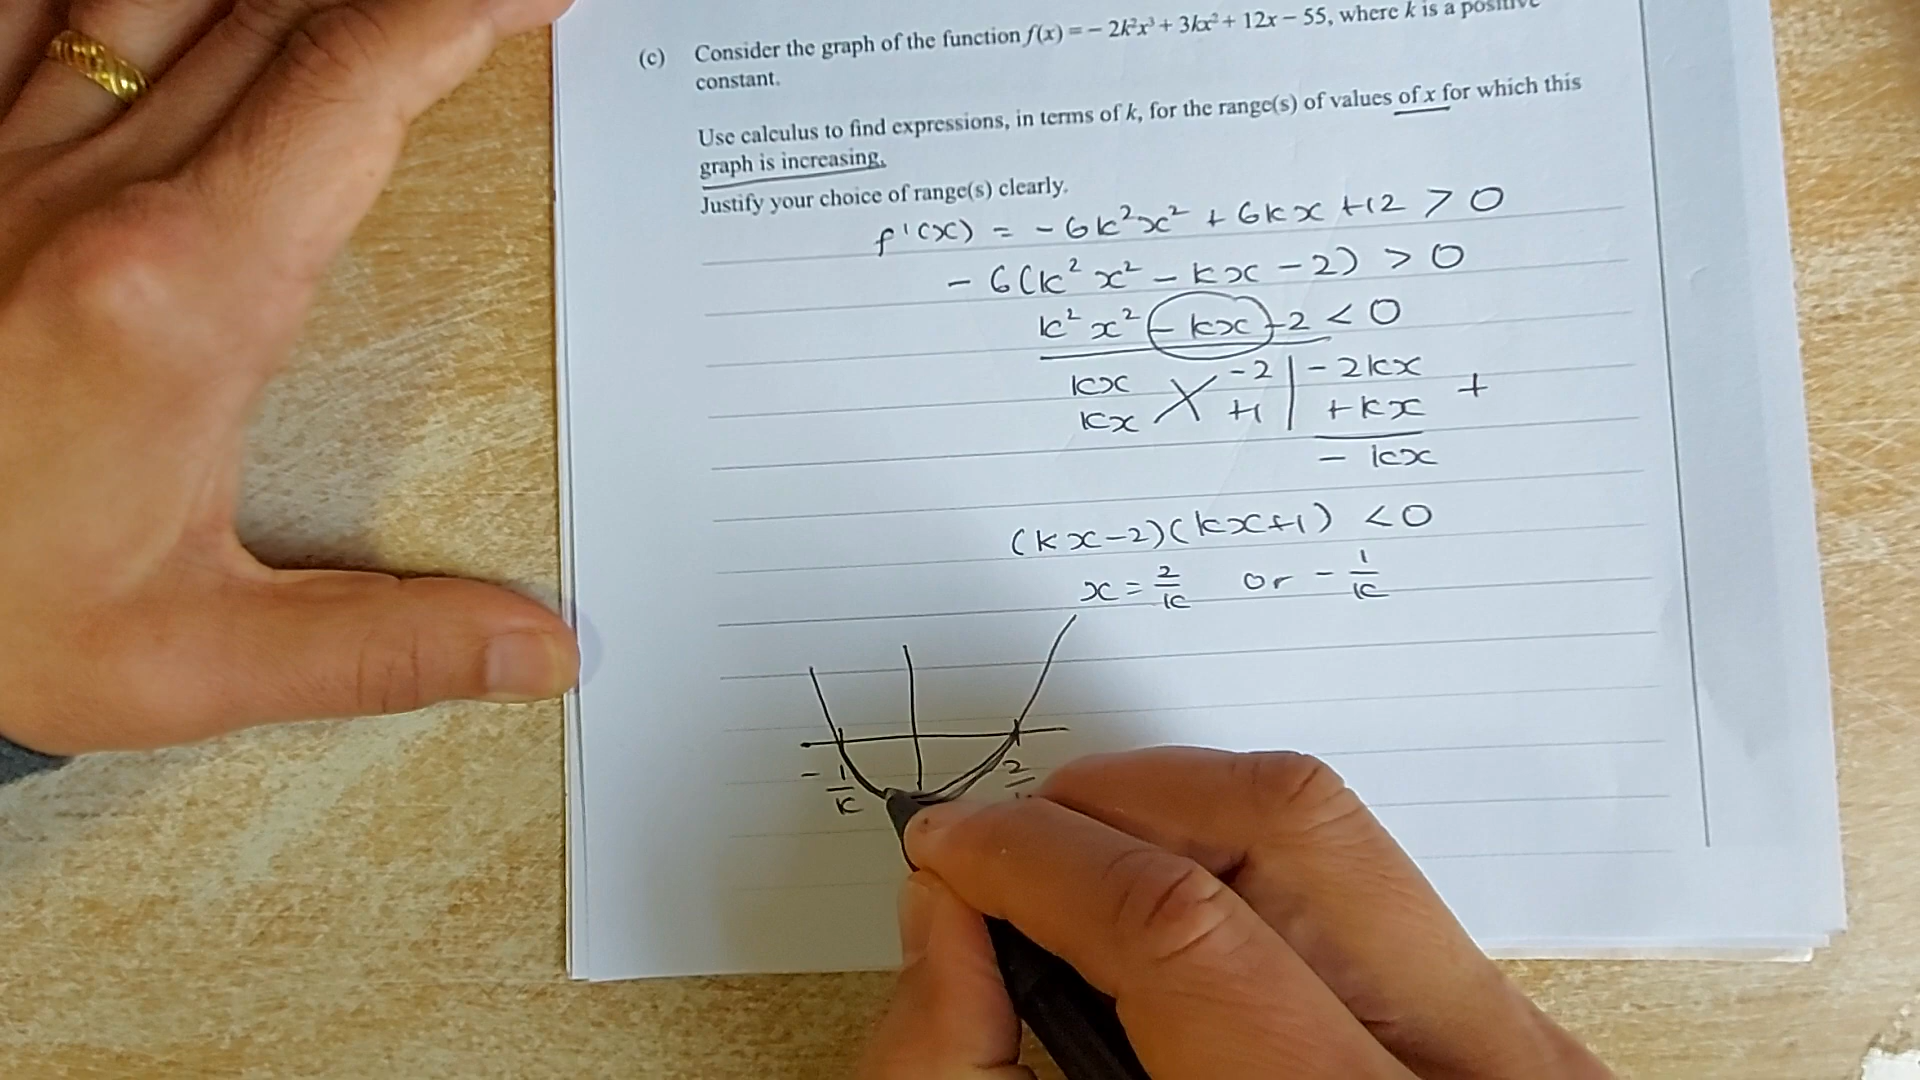 (c) Consider the graph of the function f(x) = − 2k²x³ + 3kx² + 12x − 55, where k is a positive
constant.
Use calculus to find expressions, in terms of k, for the range(s) of values of x for which this
graph is increasing.
Justify your choice of range(s) clearly.
f'(x) = - 6k²x² + 6kx + 12 > 0
- 6(k²x² - kx - 2) > 0
k²x² - kx - 2 < 0
kx -2 | - 2kx
kx +1 | + kx +
- kx
(kx-2)(kx+1) < 0
x = 2/k or - 1/k
- 1/k 2